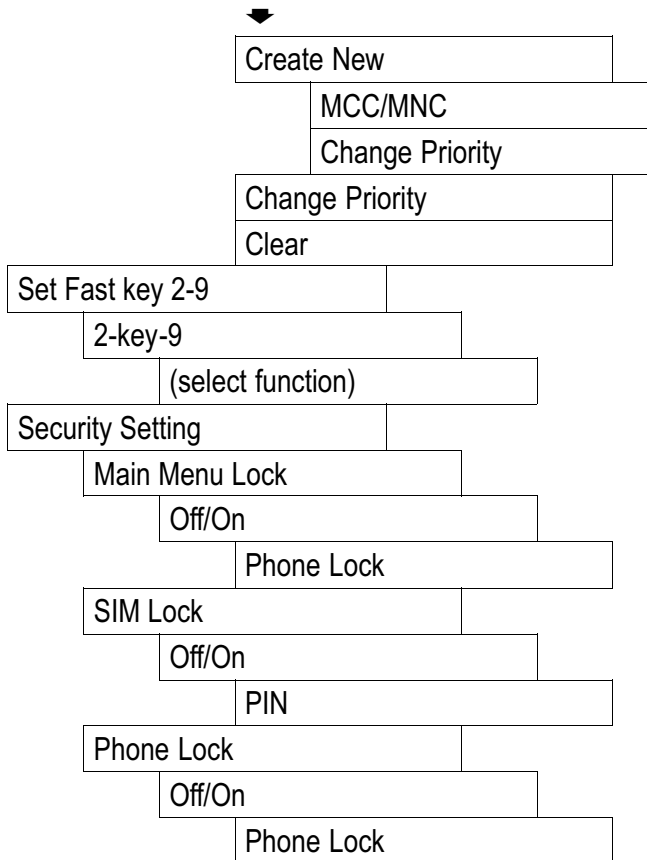 Create New
MCC/MNC
Change Priority
Change Priority
Clear
Set Fast key 2-9
2-key-9
(select function)
Security Setting
Main Menu Lock
Off/On
Phone Lock
SIM Lock
Off/On
PIN
Phone Lock
Off/On
Phone Lock